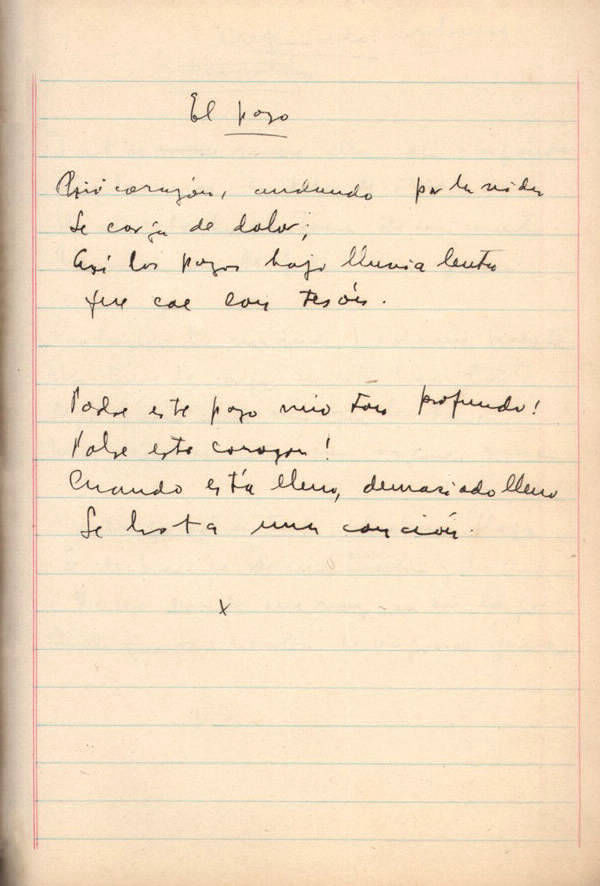 El pozo
corazón, andando por la vida
Se carga de dolor;
Así los pozos bajo lluvia lenta
que cae con tesón.
Pobre este pozo mío tan profundo!
Pobre este corazon!
Cuando está lleno, demasiado lleno
Se brota una canción.
x